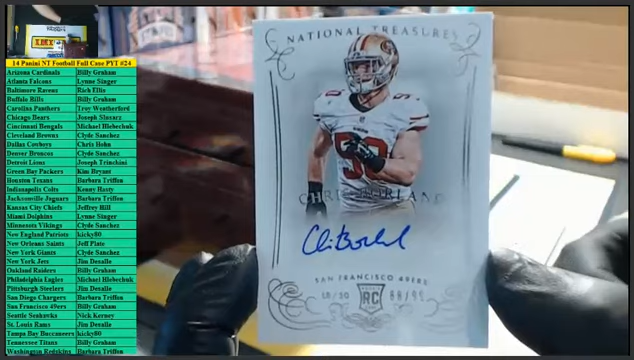 14 Panini NT Football Full Case PYT #24
Arizona Cardinals Billy Graham
Atlanta Falcons Lynne Singer
Baltimore Ravens Rich Ellio
Buffalo Bills Billy Graham
Carolina Panthers Troy Weatherford
Chicago Bears Joseph Sluszarz
Cincinnati Bengals Michael Hlebechuk
Cleveland Browns Clyde Sanchez
Dallas Cowboys Chris Hohn
Denver Broncos Clyde Sanchez
Detroit Lions Joseph Trinchini
Green Bay Packers Kim Bryant
Houston Texans Barbara Triffon
Indianapolis Colts Kenny Hasty
Jacksonville Jaguars Barbara Triffon
Kansas City Chiefs Jeffrey Hill
Miami Dolphins Lynne Singer
Minnesota Vikings Clyde Sanchez
New England Patriots kicky80
New Orleans Saints Jeff Plate
New York Giants Clyde Sanchez
New York Jets Jim Desalle
Oakland Raiders Billy Graham
Philadelphia Eagles Michael Hlebechuk
Pittsburgh Steelers Jim Desalle
San Diego Chargers Barbara Triffon
San Francisco 49ers Billy Graham
Seattle Seahawks Nick Kerney
St. Louis Rams Jim Desalle
Tampa Bay Buccaneers kicky80
Tennessee Titans Billy Graham
Washington Redskins Barbara Triffon
NATIONAL TREASURES
50
CHRIS BORLAND
SAN FRANCISCO 49ERS
RC